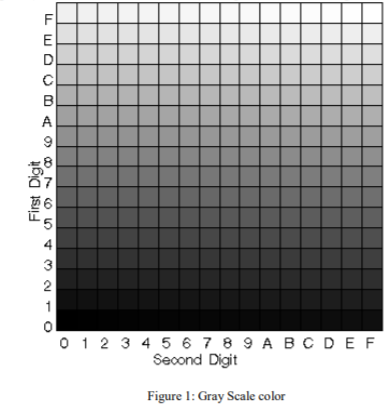 F
E
D
C
B
A
9
8
7
6
5
4
3
2
1
0
First Digit
0 1 2 3 4 5 6 7 8 9 A B C D E F
Second Digit
Figure 1: Gray Scale color